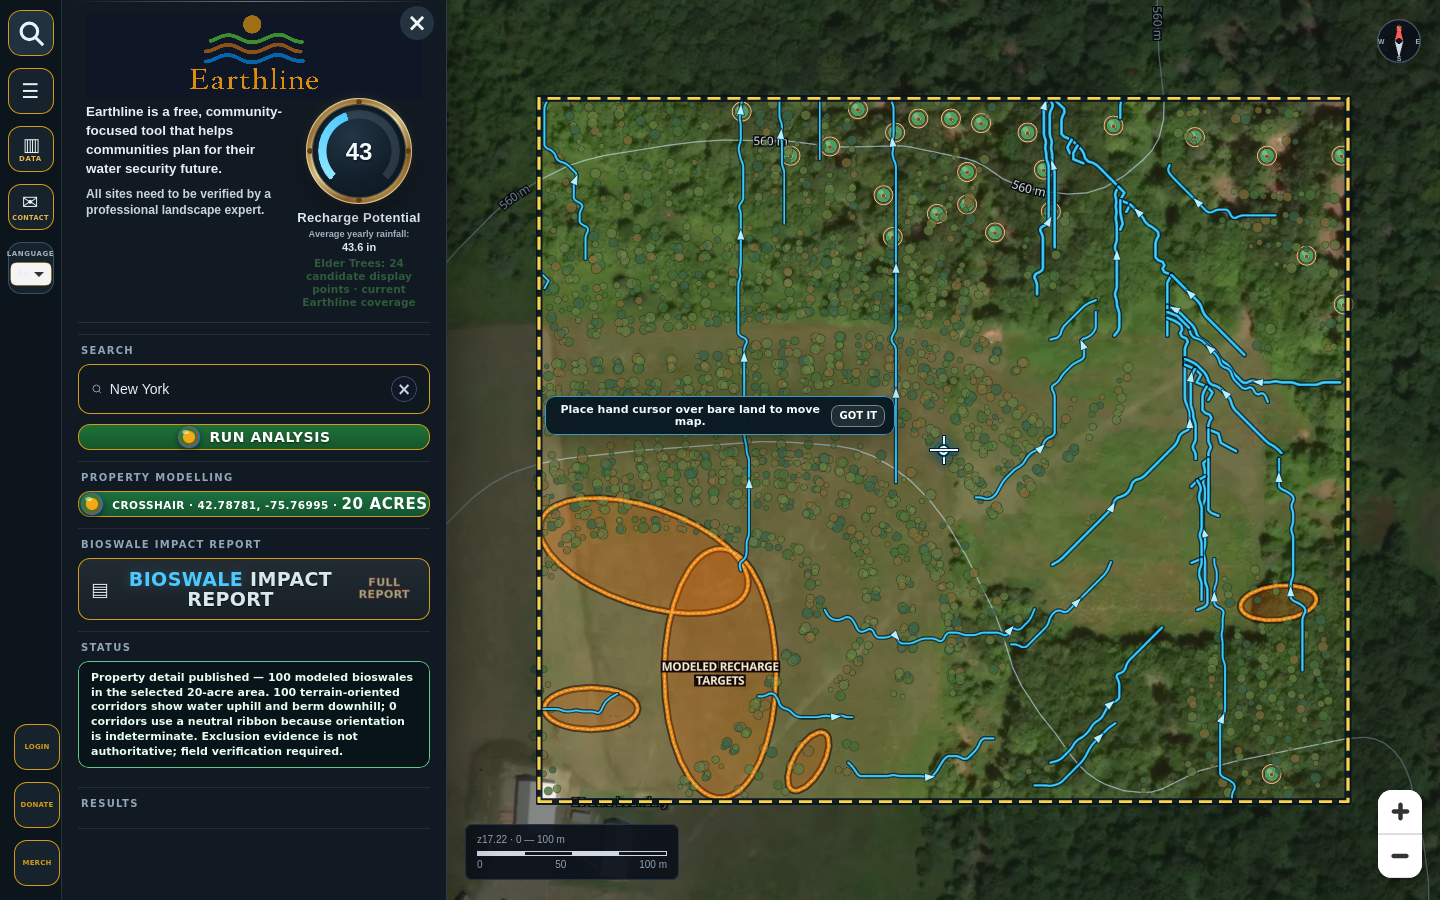 Earthline
Earthline is a free, community-
focused tool that helps
communities plan for their
water security future.
All sites need to be verified by a
professional landscape expert.
43
Recharge Potential
Average yearly rainfall:
43.6 in
Elder Trees: 24
candidate display
points · current
Earthline coverage
DATA
CONTACT
LANGUAGE
LOGIN
DONATE
MERCH
SEARCH
New York
RUN ANALYSIS
PROPERTY MODELLING
CROSSHAIR · 42.78781, -75.76995 · 20 ACRES
BIOSWALE IMPACT REPORT
BIOSWALE IMPACT
REPORT
FULL
REPORT
STATUS
Property detail published — 100 modeled bioswales
in the selected 20-acre area. 100 terrain-oriented
corridors show water uphill and berm downhill; 0
corridors use a neutral ribbon because orientation
is indeterminate. Exclusion evidence is not
authoritative; field verification required.
RESULTS
560 m
560 m
560 m
560 m
N
W
E
S
Place hand cursor over bare land to move
map.
GOT IT
MODELED RECHARGE
TARGETS
z17.22 · 0 — 100 m
0 50 100 m